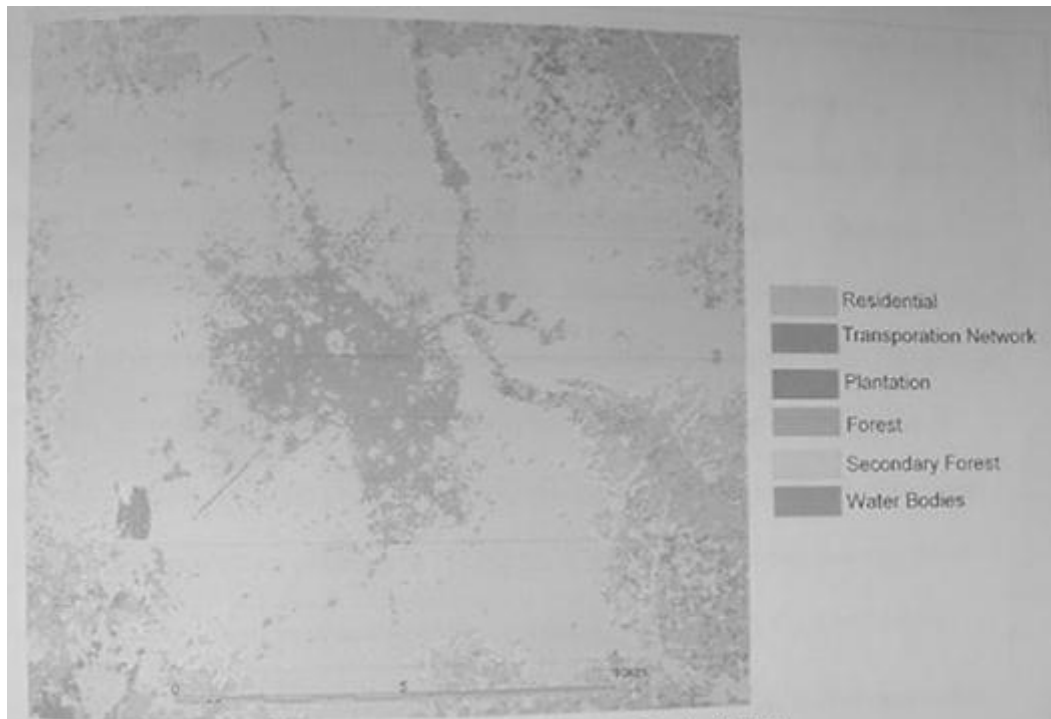 Residential
Transporation Network
Plantation
Forest
Secondary Forest
Water Bodies
0 5